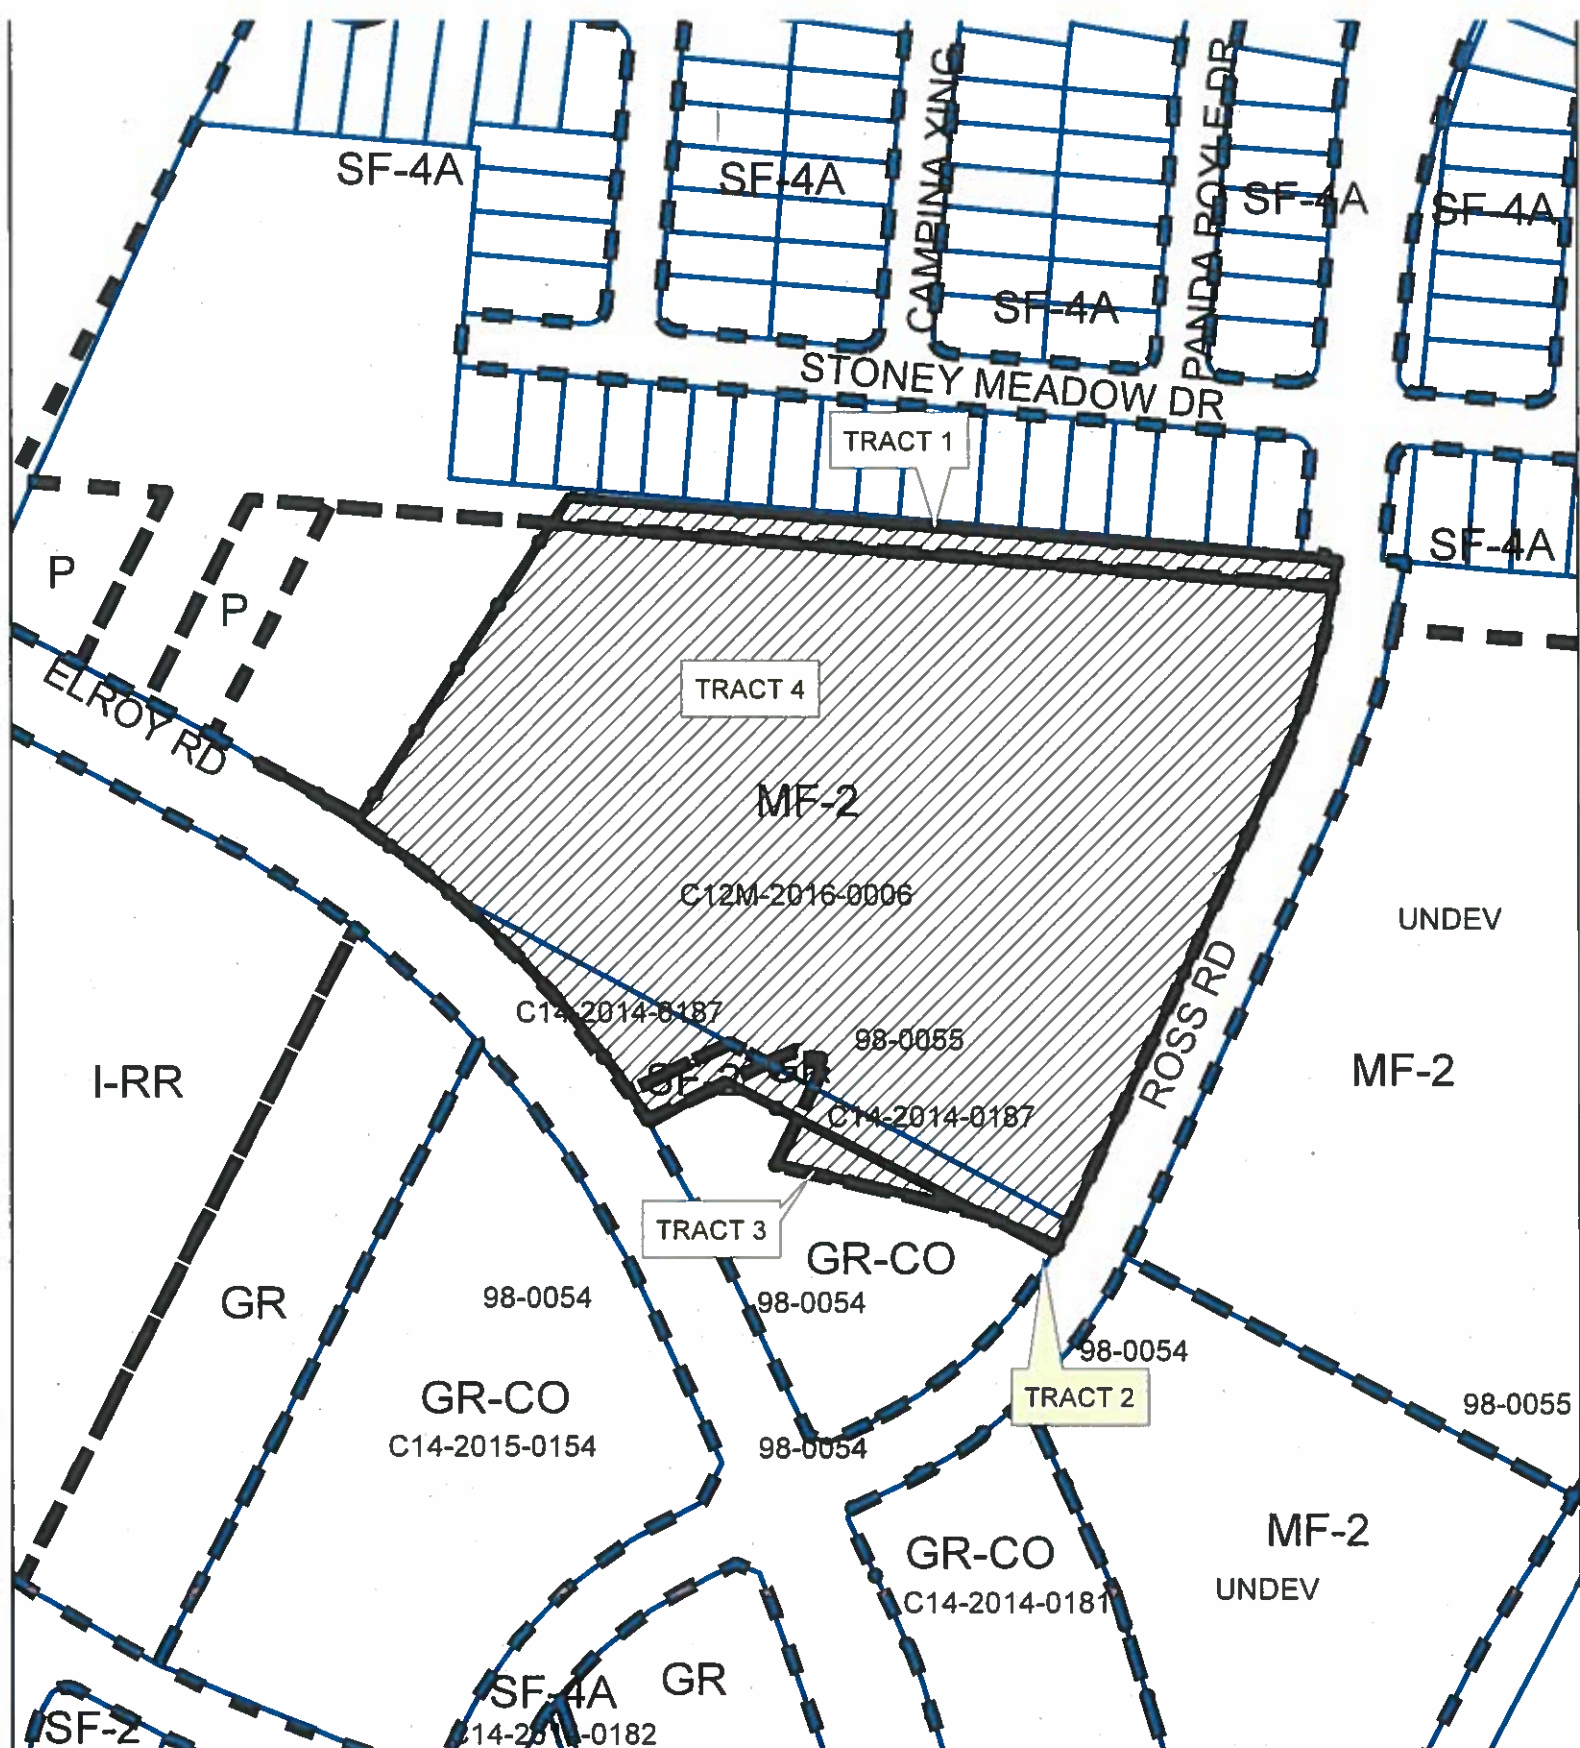 SF-4A
SF-4A
CAMPINA XING
SF-4A
PANDA ROYLE DR
SF-4A
SF-4A
STONEY MEADOW DR
TRACT 1
SF-4A
P
P
ELROY RD
TRACT 4
MF-2
C12M-2016-0006
UNDEV
ROSS RD
C14-2014-0187
98-0055
I-RR
SF-2
GR
MF-2
C14-2014-0187
TRACT 3
GR-CO
GR
98-0054
98-0054
98-0054
GR-CO
TRACT 2
98-0055
C14-2015-0154
98-0054
GR-CO
MF-2
C14-2014-0181
UNDEV
SF-4A
GR
SF-2